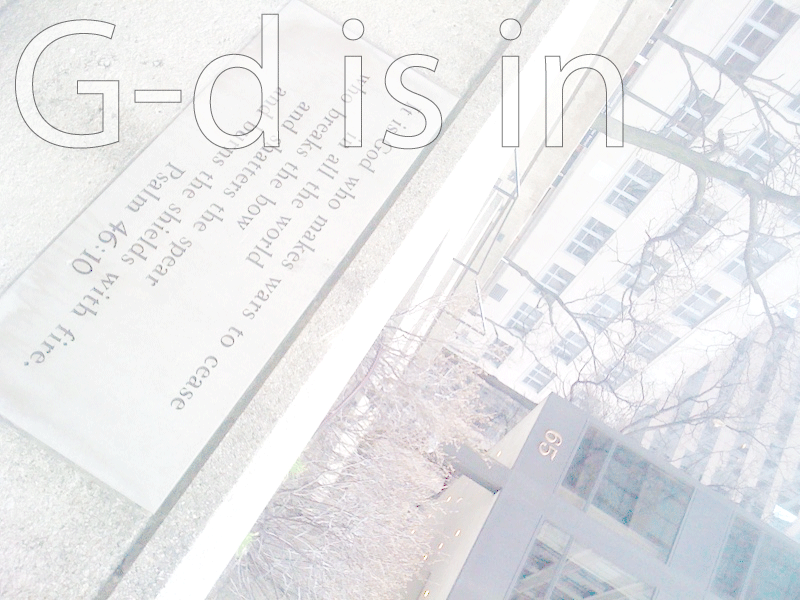 G-d is in
It is God who makes wars to cease
in all the world
who breaks the bow
and shatters the spear
and burns the shields with fire.
Psalm 46:10
65